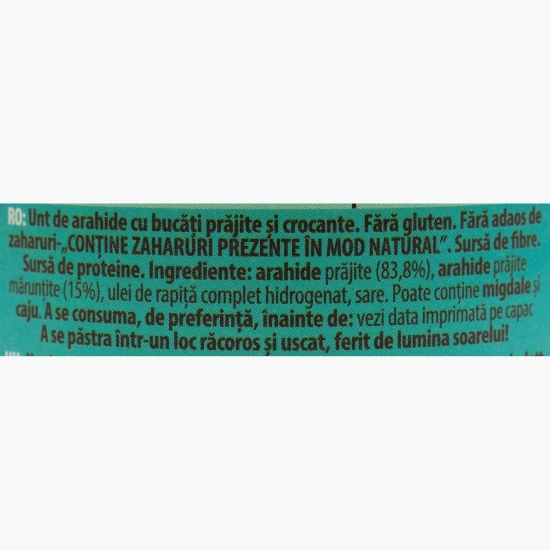 RO: Unt de arahide cu bucăți prăjite și crocante. Fără gluten. Fără adaos de
zaharuri-„CONȚINE ZAHARURI PREZENTE ÎN MOD NATURAL”. Sursă de fibre.
Sursă de proteine. Ingrediente: arahide prăjite (83,8%), arahide prăjite
mărunțite (15%), ulei de rapiță complet hidrogenat, sare. Poate conține migdale și
caju. A se consuma, de preferință, înainte de: vezi data imprimată pe capac
A se păstra într-un loc răcoros și uscat, ferit de lumina soarelui!